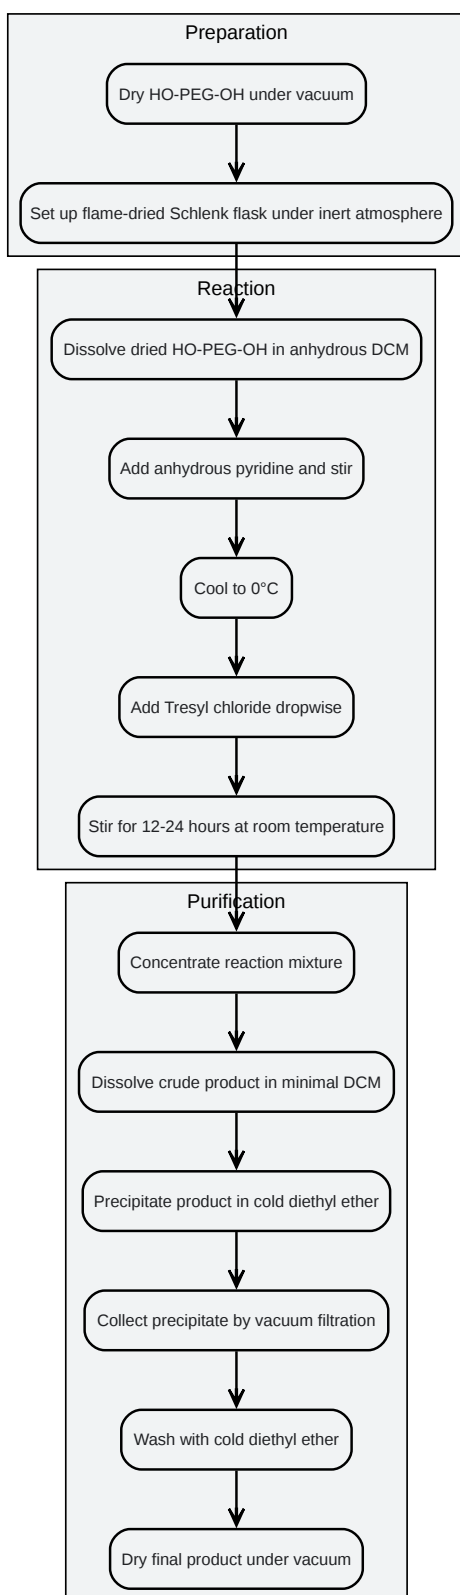 Preparation
Dry HO-PEG-OH under vacuum
Set up flame-dried Schlenk flask under inert atmosphere
Reaction
Dissolve dried HO-PEG-OH in anhydrous DCM
Add anhydrous pyridine and stir
Cool to 0°C
Add Tresyl chloride dropwise
Stir for 12-24 hours at room temperature
Purification
Concentrate reaction mixture
Dissolve crude product in minimal DCM
Precipitate product in cold diethyl ether
Collect precipitate by vacuum filtration
Wash with cold diethyl ether
Dry final product under vacuum